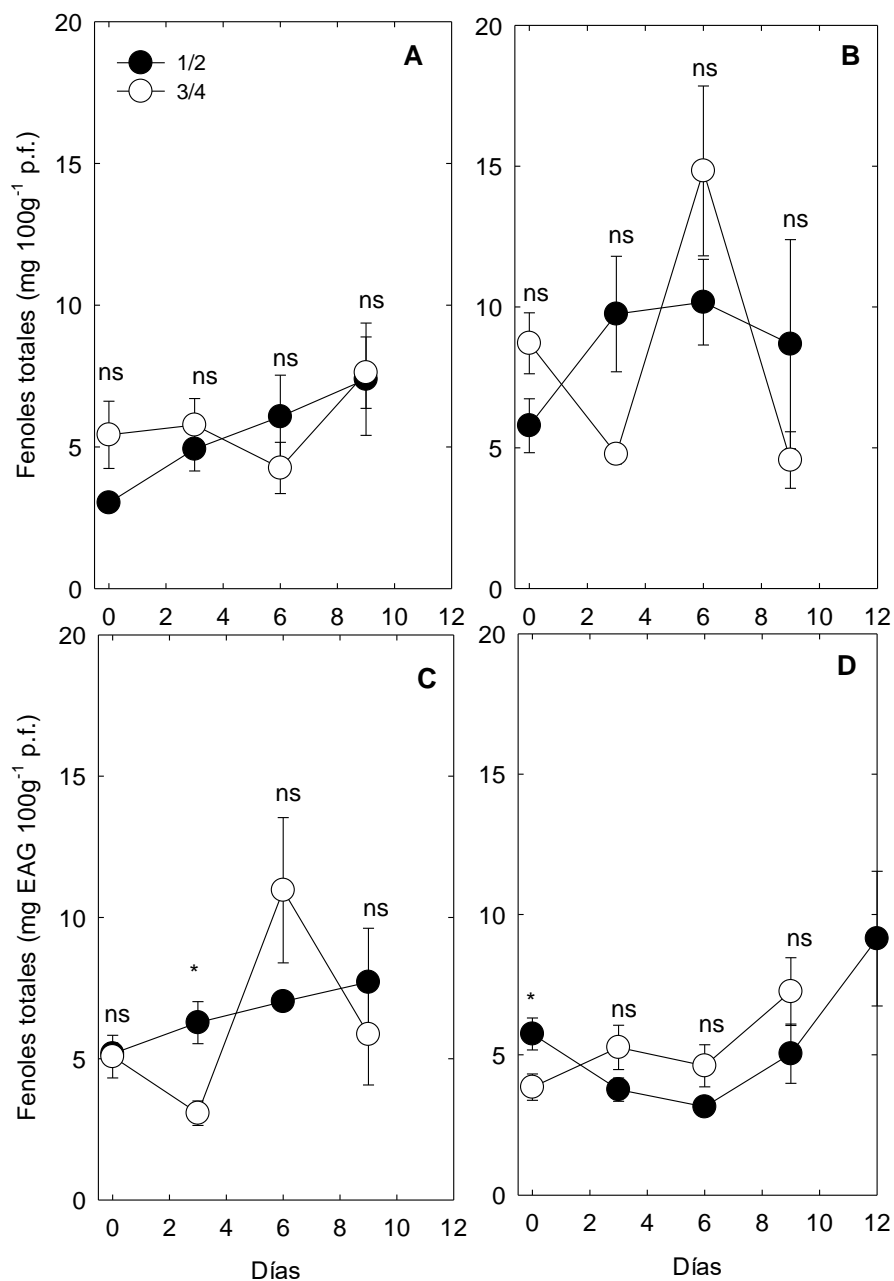 20
15
10
5
0
Fenoles totales (mg 100g⁻¹ p.f.)
1/2
3/4
A
ns
ns
ns
ns
0 2 4 6 8 10 12
20
15
10
5
0
B
ns
ns
ns
ns
0 2 4 6 8 10 12
20
15
10
5
0
Fenoles totales (mg EAG 100g⁻¹ p.f.)
C
ns
*
ns
ns
0 2 4 6 8 10 12
Días
20
15
10
5
0
D
*
ns
ns
ns
0 2 4 6 8 10 12
Días